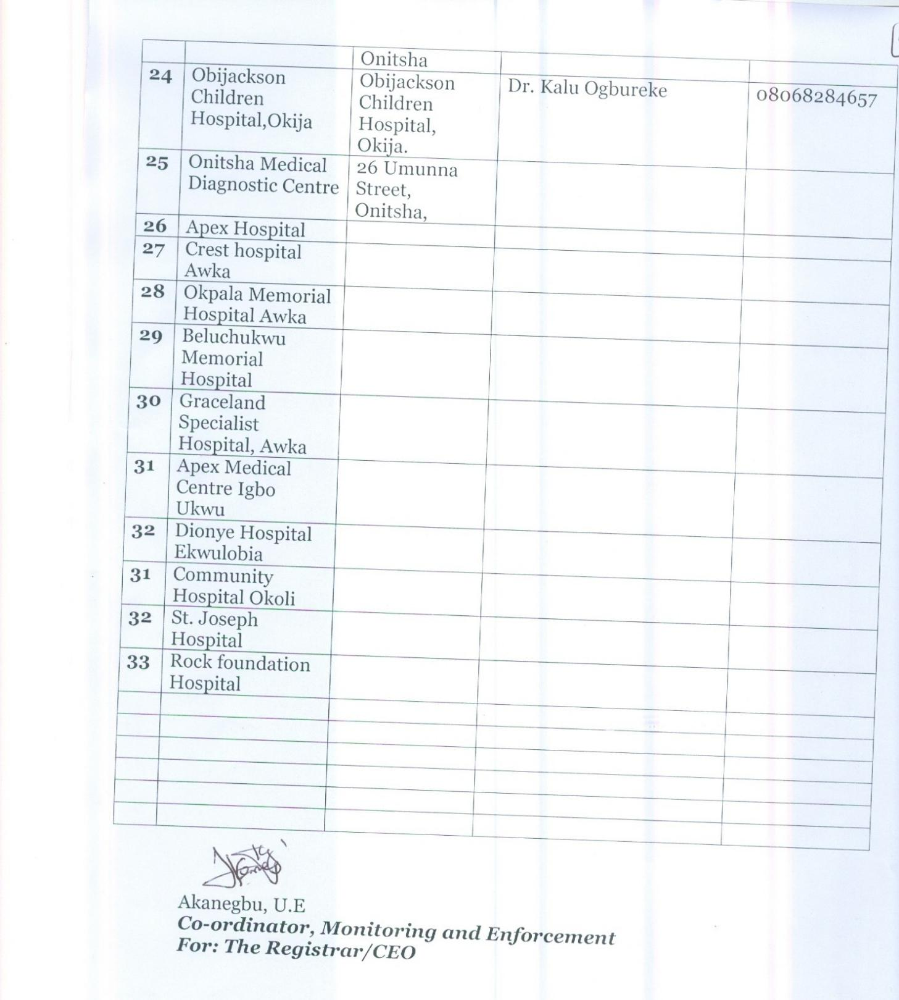 Onitsha
24 Obijackson Children Hospital,Okija Obijackson Children Hospital, Okija. Dr. Kalu Ogbureke 08068284657
25 Onitsha Medical Diagnostic Centre 26 Umunna Street, Onitsha,
26 Apex Hospital
27 Crest hospital Awka
28 Okpala Memorial Hospital Awka
29 Beluchukwu Memorial Hospital
30 Graceland Specialist Hospital, Awka
31 Apex Medical Centre Igbo Ukwu
32 Dionye Hospital Ekwulobia
31 Community Hospital Okoli
32 St. Joseph Hospital
33 Rock foundation Hospital
Akanegbu, U.E
Co-ordinator, Monitoring and Enforcement
For: The Registrar/CEO